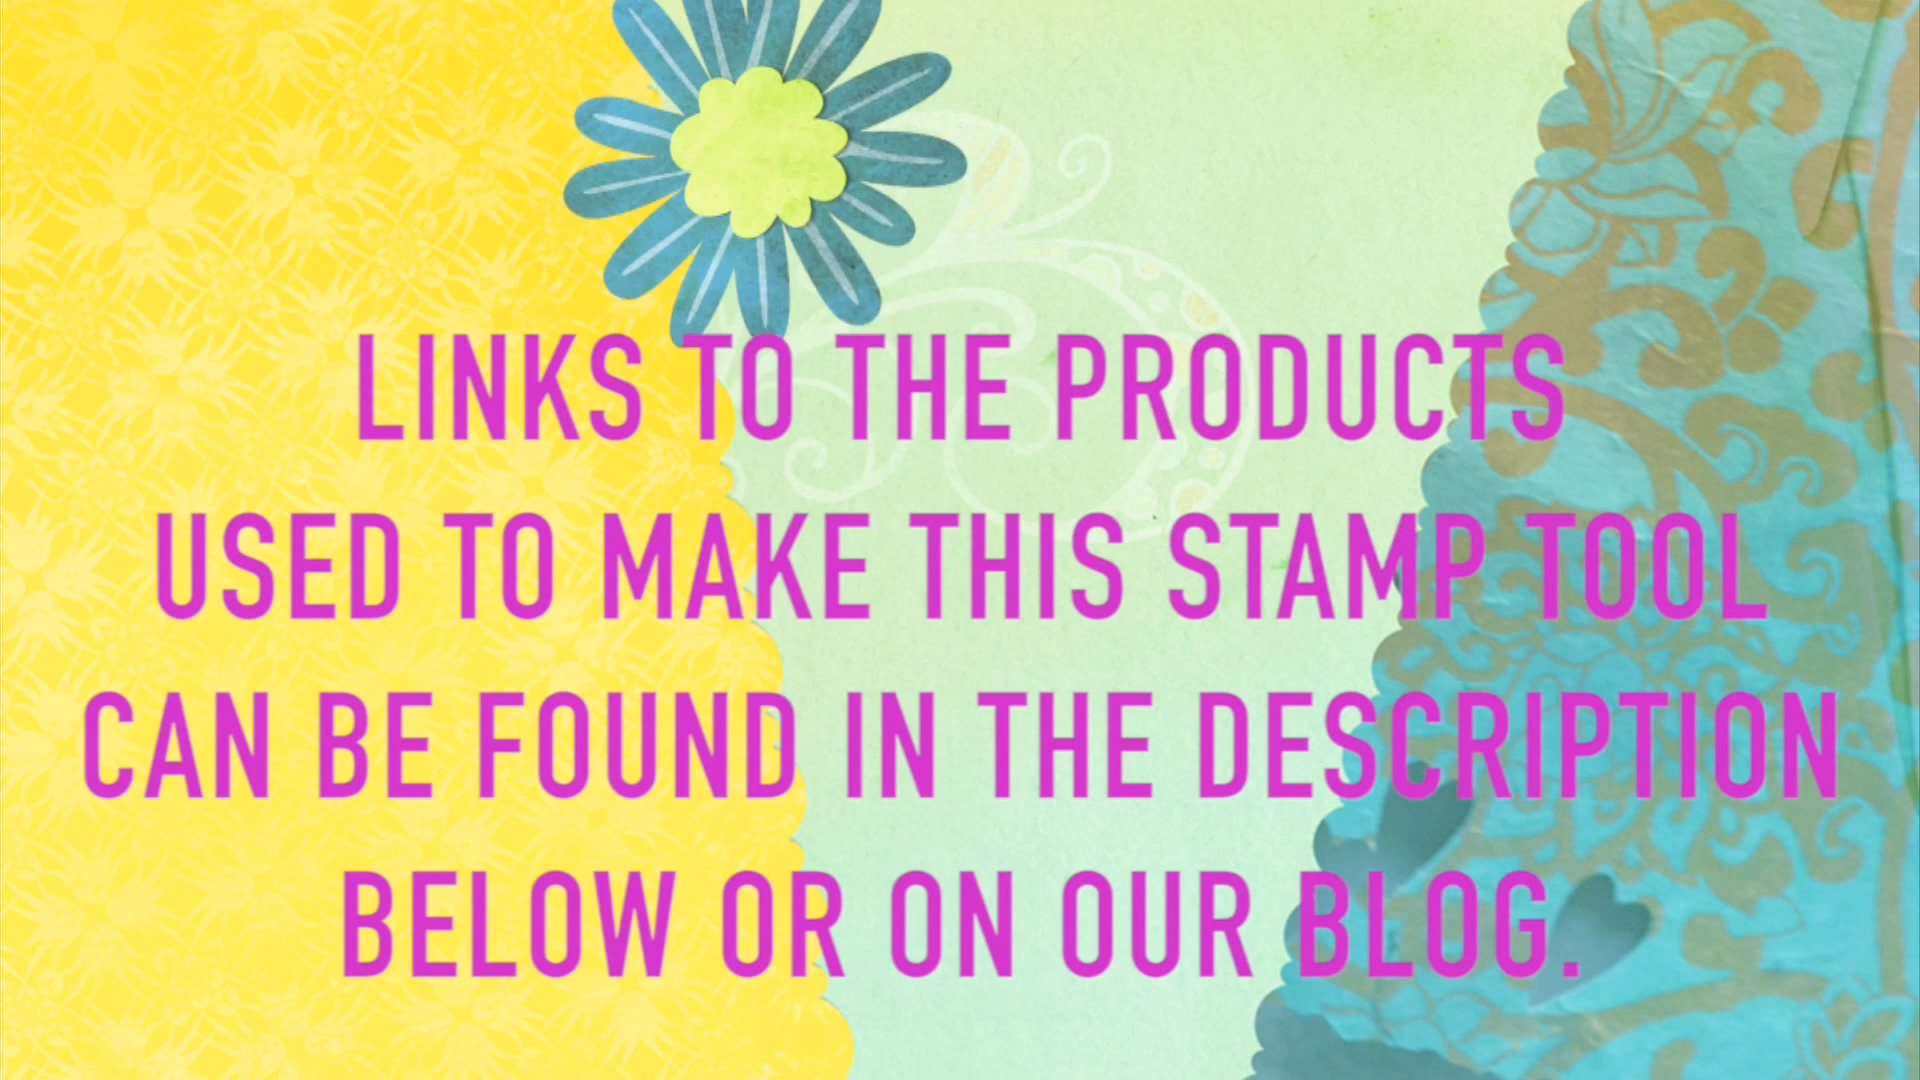 LINKS TO THE PRODUCTS
USED TO MAKE THIS STAMP TOOL
CAN BE FOUND IN THE DESCRIPTION
BELOW OR ON OUR BLOG.